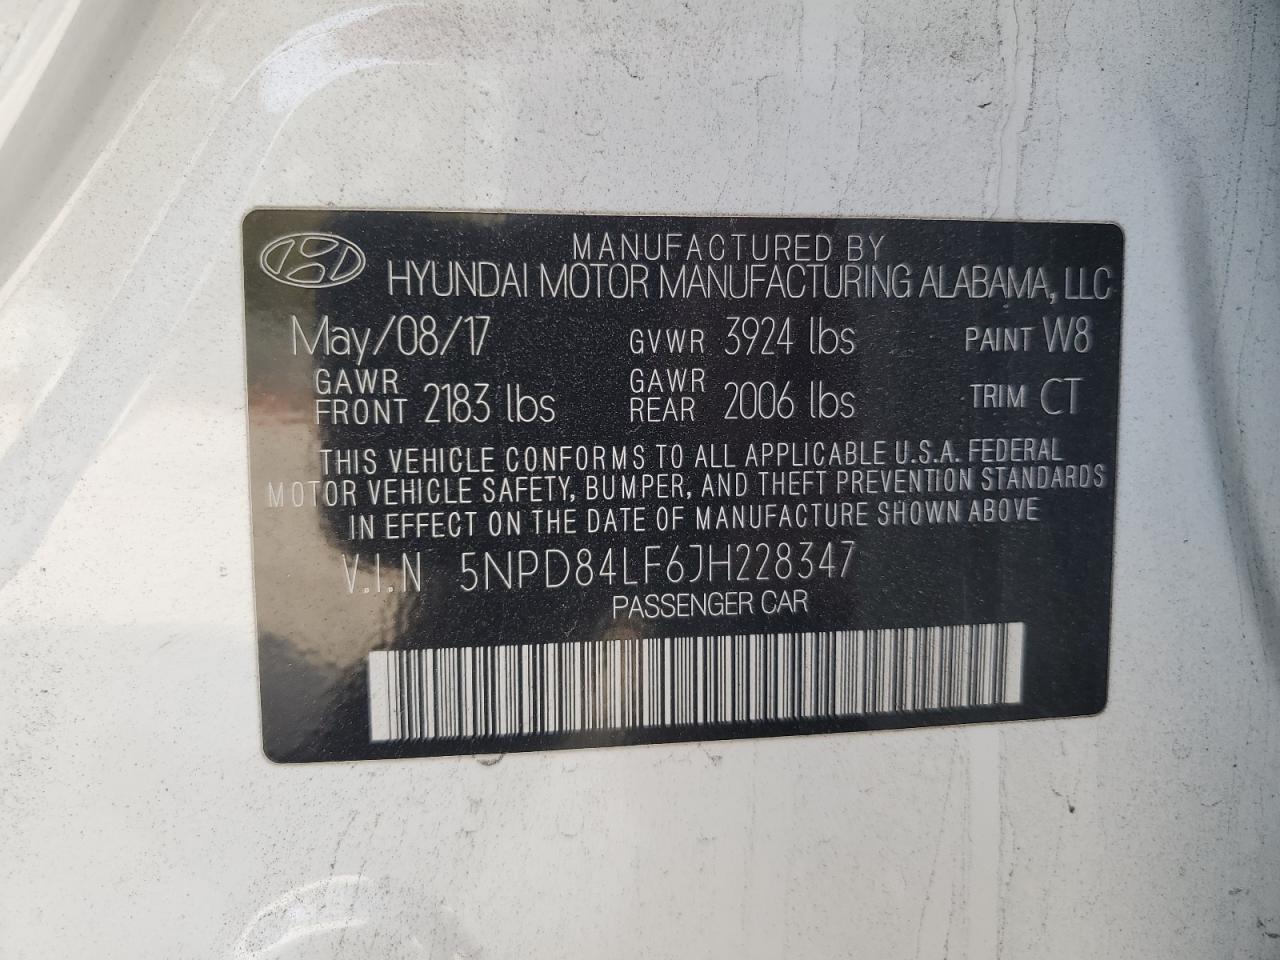 MANUFACTURED BY
HYUNDAI MOTOR MANUFACTURING ALABAMA, LLC
May/08/17 GVWR 3924 lbs PAINT W8
GAWR FRONT 2183 lbs GAWR REAR 2006 lbs TRIM CT
THIS VEHICLE CONFORMS TO ALL APPLICABLE U.S.A. FEDERAL
MOTOR VEHICLE SAFETY, BUMPER, AND THEFT PREVENTION STANDARDS
IN EFFECT ON THE DATE OF MANUFACTURE SHOWN ABOVE
V.I.N 5NPD84LF6JH228347
PASSENGER CAR